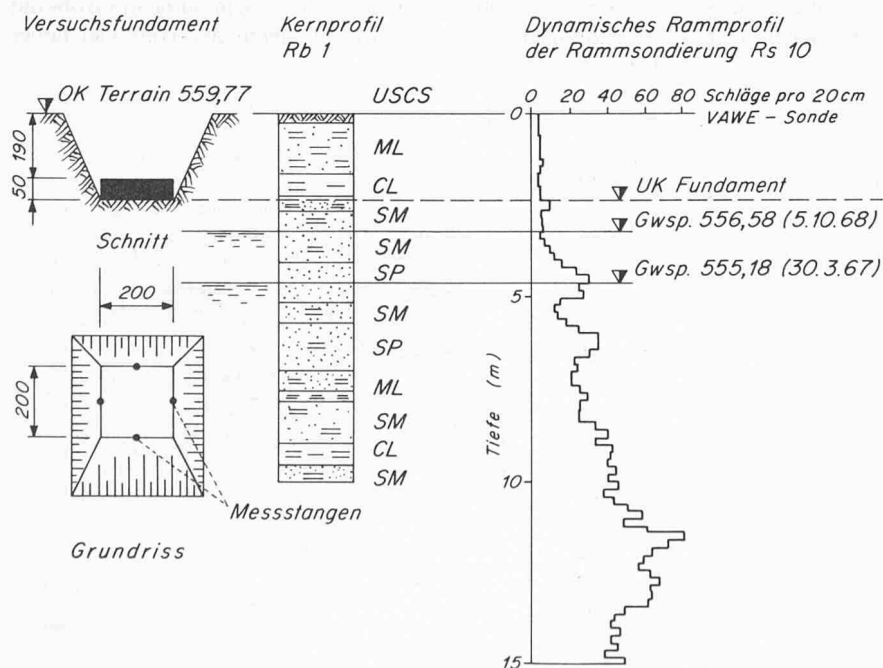 Versuchsfundament
Kernprofil
Rb 1
Dynamisches Rammprofil
der Rammsondierung Rs 10
OK Terrain 559,77
USCS
0 20 40 60 80 Schläge pro 20 cm
VAWE – Sonde
190
50
ML
CL
UK Fundament
SM
Gwsp. 556,58 (5.10.68)
Schnitt
SM
SP
Gwsp. 555,18 (30.3.67)
200
5
SM
SP
200
Tiefe (m)
ML
SM
CL
SM
10
Messstangen
Grundriss
15